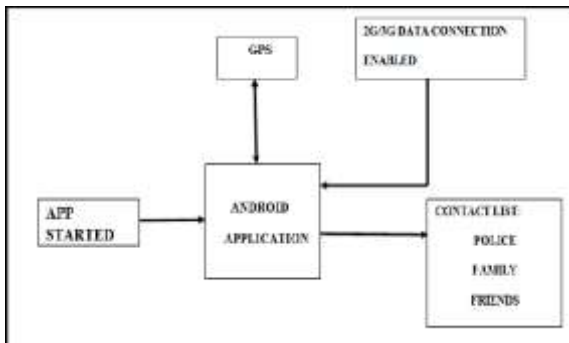 GPS
2G/3G DATA CONNECTION
ENABLED
APP
STARTED
ANDROID
APPLICATION
CONTACT LIST
POLICE
FAMILY
FRIENDS